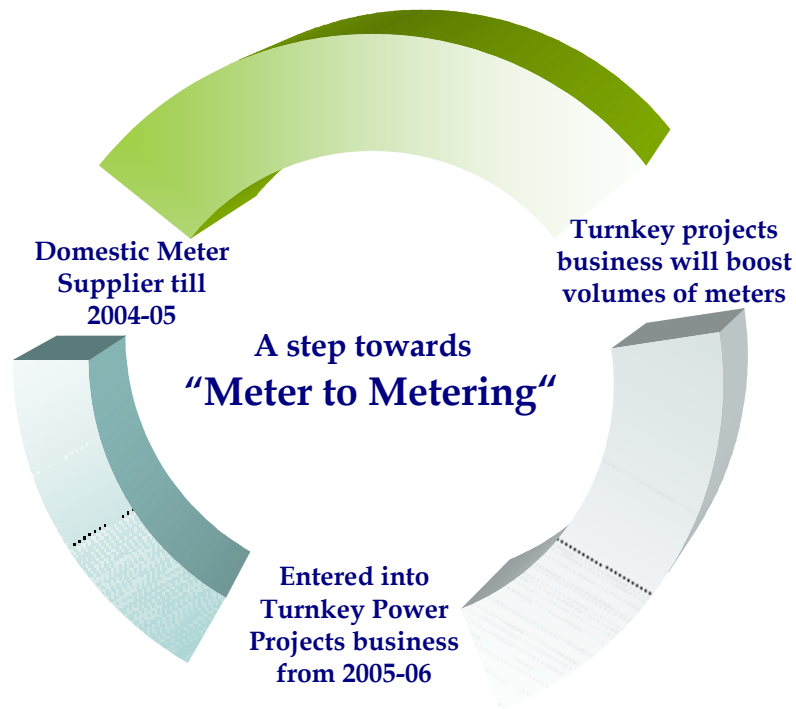 Domestic Meter
Supplier till
2004-05
Turnkey projects
business will boost
volumes of meters
A step towards
“Meter to Metering“
Entered into
Turnkey Power
Projects business
from 2005-06